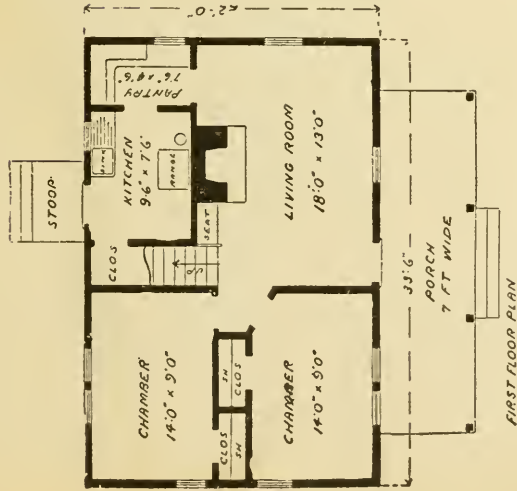 22'-0"
STOOP
SINK
KITCHEN
9'-6" x 7'-6"
RANGE
PANTRY
7'-6" x 4'-6"
CLOS
UP
SEAT
LIVING ROOM
18'-0" x 13'-0"
CHAMBER
14'-0" x 9'-0"
CLOS
SH
SH
CLOS
CHAMBER
14'-0" x 9'-0"
33'-6"
PORCH
7 FT WIDE
FIRST FLOOR PLAN